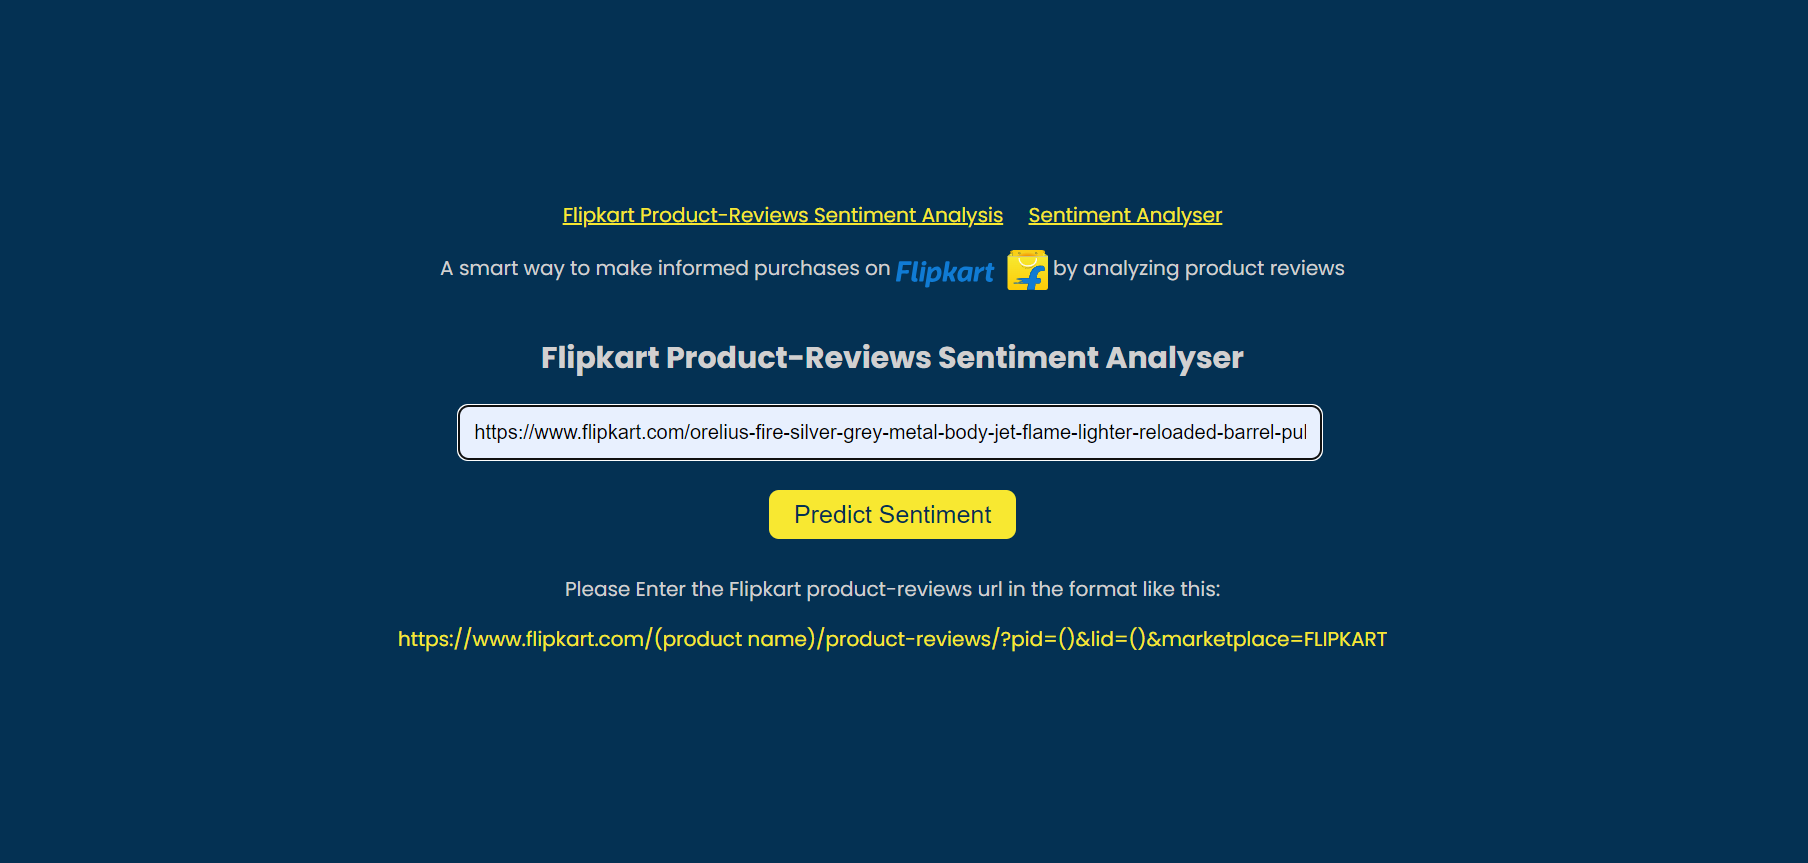 Flipkart Product-Reviews Sentiment Analysis Sentiment Analyser
A smart way to make informed purchases on Flipkart by analyzing product reviews
Flipkart Product-Reviews Sentiment Analyser
https://www.flipkart.com/orelius-fire-silver-grey-metal-body-jet-flame-lighter-reloaded-barrel-pul
Predict Sentiment
Please Enter the Flipkart product-reviews url in the format like this:
https://www.flipkart.com/(product name)/product-reviews/?pid=()&lid=()&marketplace=FLIPKART